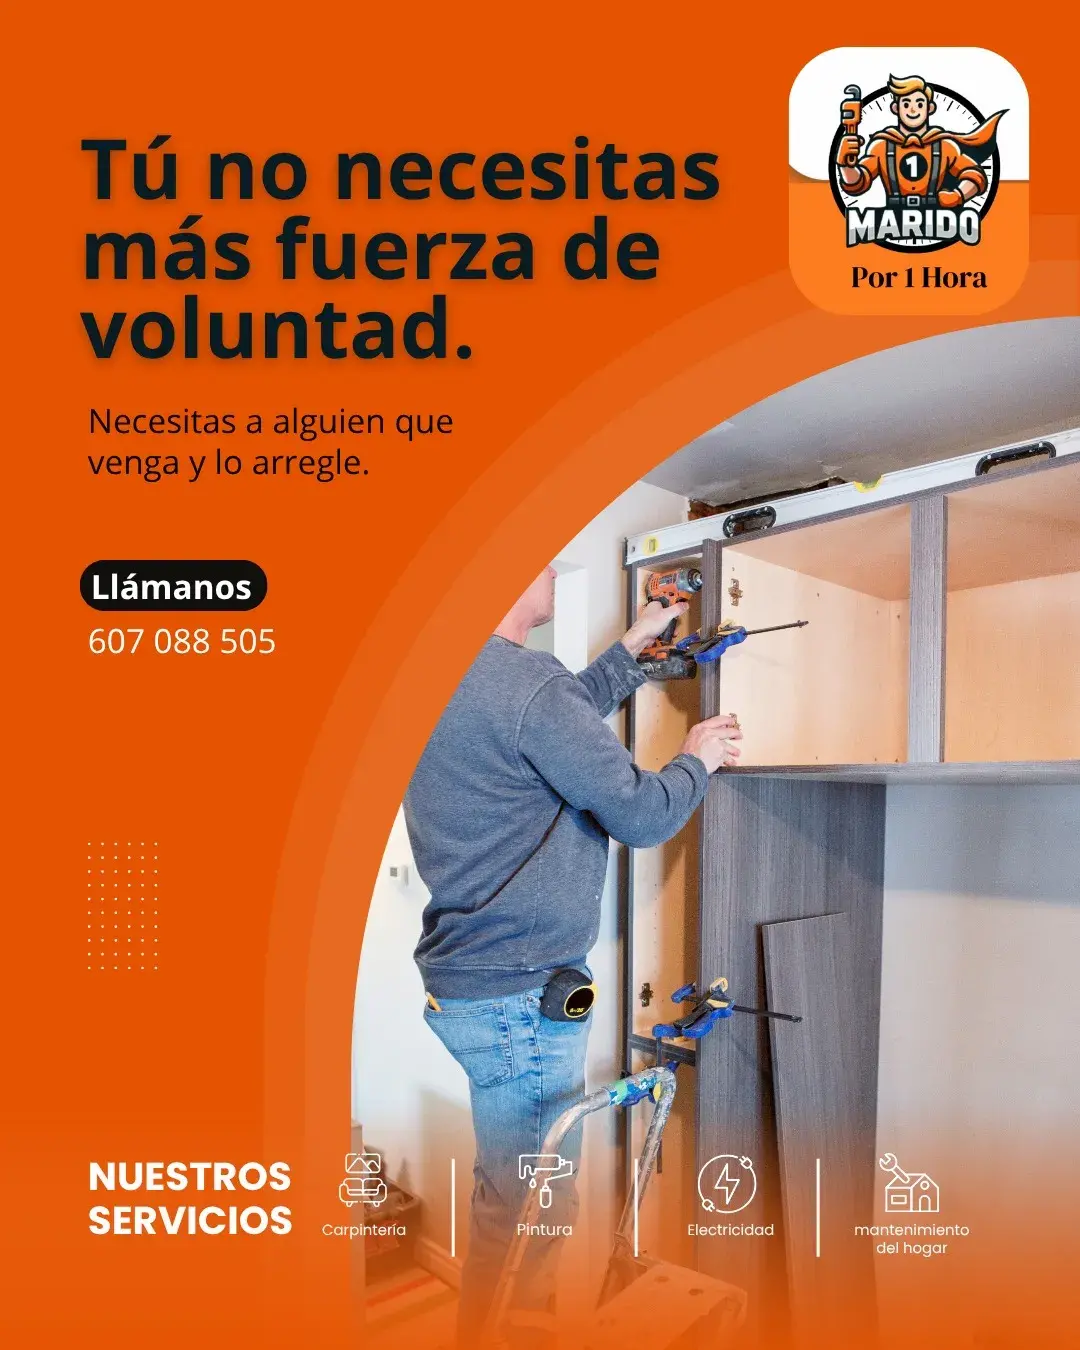 Tú no necesitas
más fuerza de
voluntad.
Necesitas a alguien que
venga y lo arregle.
Llámanos
607 088 505
1
MARIDO
Por 1 Hora
NUESTROS
SERVICIOS
Carpintería
Pintura
Electricidad
mantenimiento
del hogar